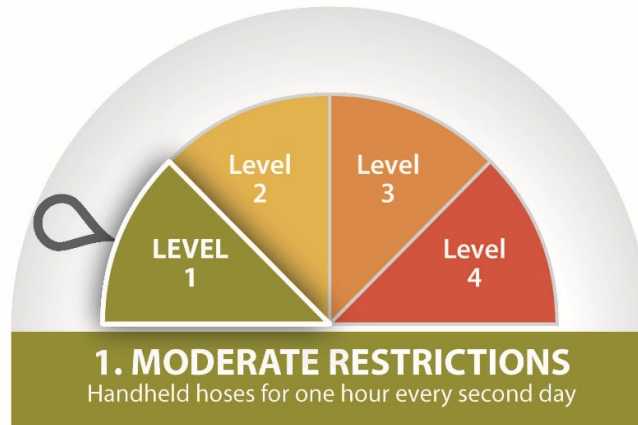 Level
2
Level
3
LEVEL
1
Level
4
1. MODERATE RESTRICTIONS
Handheld hoses for one hour every second day